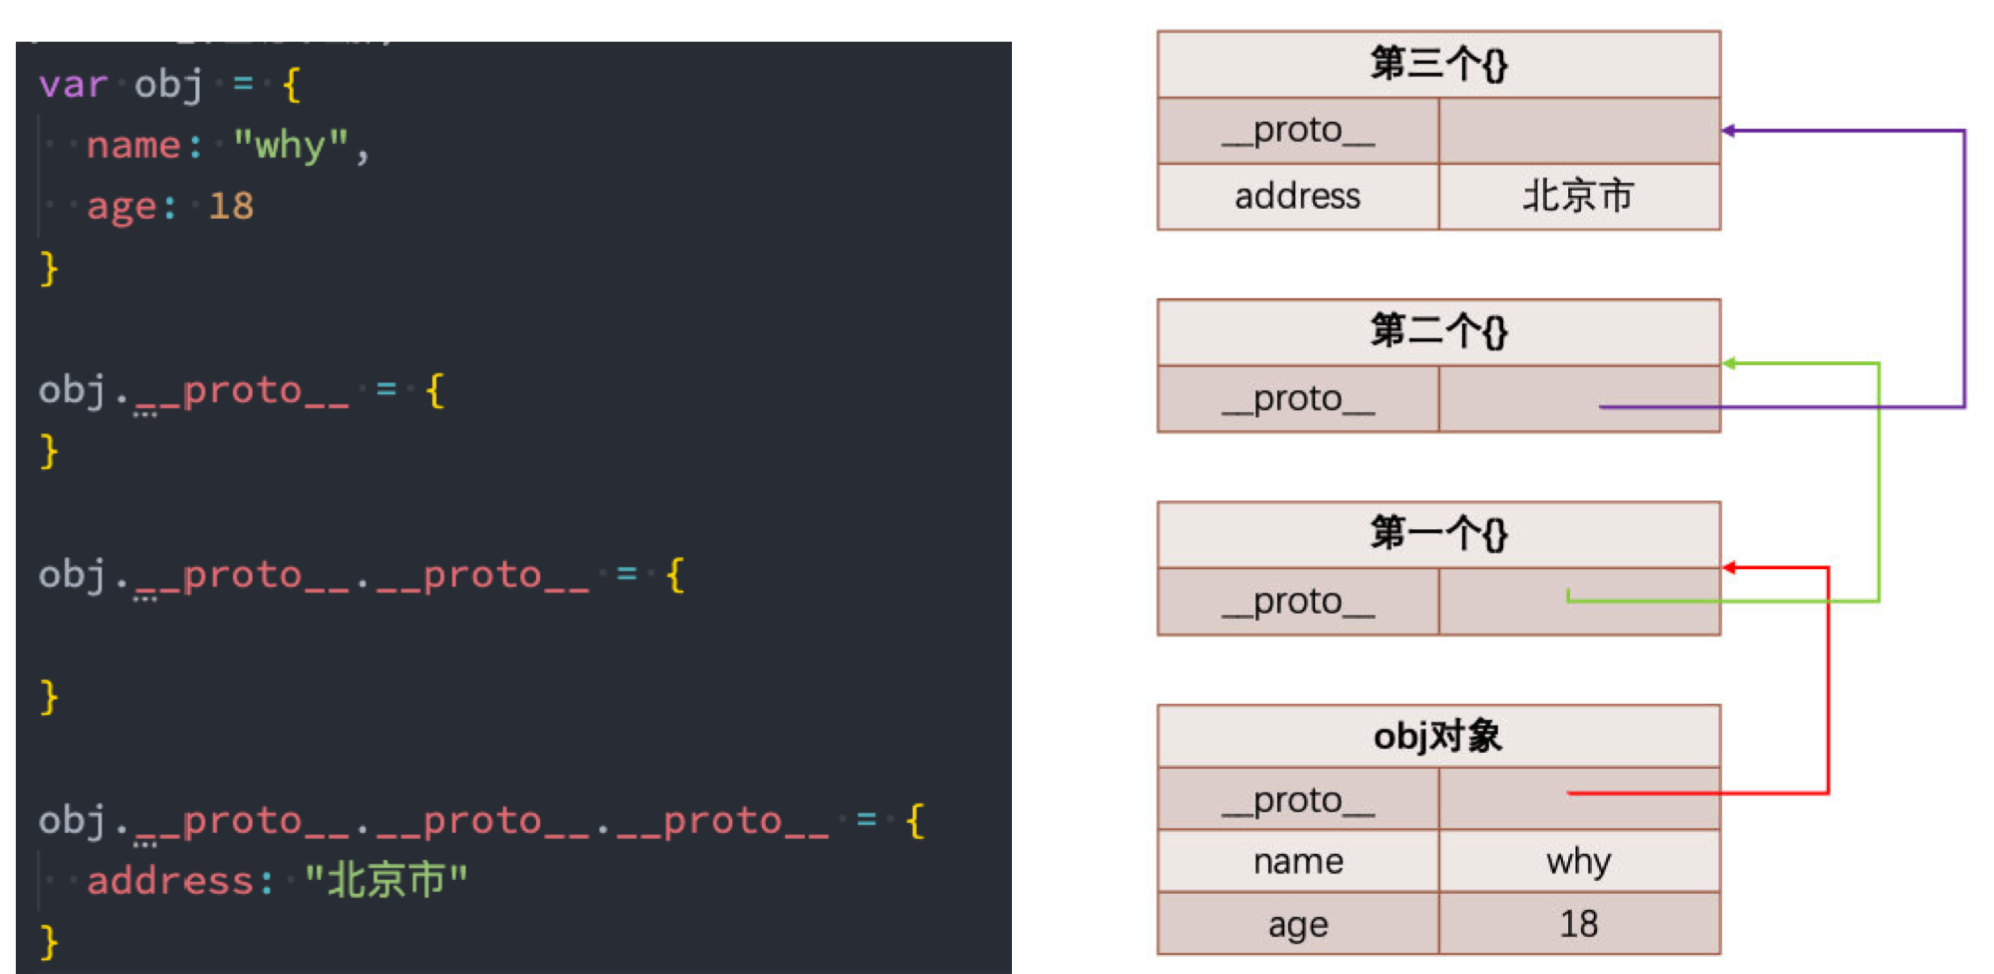 var obj = {
name: "why",
age: 18
}
obj.__proto__ = {
}
obj.__proto__.__proto__ = {
}
obj.__proto__.__proto__.__proto__ = {
address: "北京市"
}
第三个{}
__proto__
address 北京市
第二个{}
__proto__
第一个{}
__proto__
obj对象
__proto__
name why
age 18